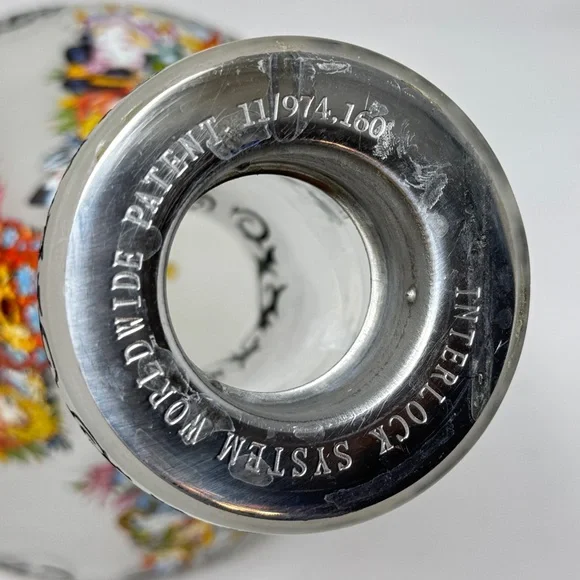 INTERLOCK SYSTEM WORLDWIDE PATENT. 11/974,160